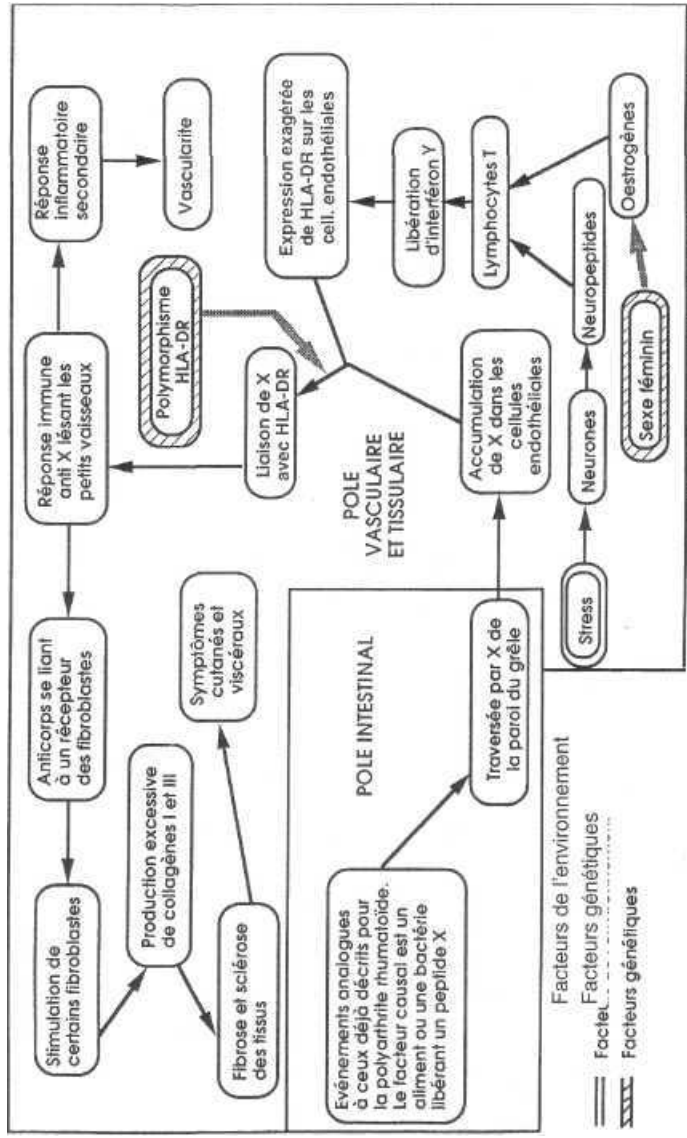 Stimulation de
certains fibroblastes
Anticorps se liant
à un récepteur
des fibroblastes
Réponse immune
anti X lésant les
petits vaisseaux
Réponse
inflammatoire
secondaire
Vascularite
Production excessive
de collagènes I et III
Fibrose et sclérose
des tissus
Symptômes
cutanés et
viscéraux
Polymorphisme
HLA-DR
Liaison de X
avec HLA-DR
Expression exagérée
de HLA-DR sur les
cell. endothéliales
Libération
d'interféron Y
Lymphocytes T
POLE
VASCULAIRE
ET TISSULAIRE
Accumulation
de X dans les
cellules
endothéliales
POLE INTESTINAL
Evénements analogues
à ceux déjà décrits pour
la polyarthrite rhumatoïde.
Le facteur causal est un
aliment ou une bactérie
libérant un peptide X
Traversée par X de
la paroi du grêle
Stress
Neurones
Neuropeptides
Sexe féminin
Oestrogènes
Facteurs de l'environnement
Facteurs génétiques
Facteurs génétiques